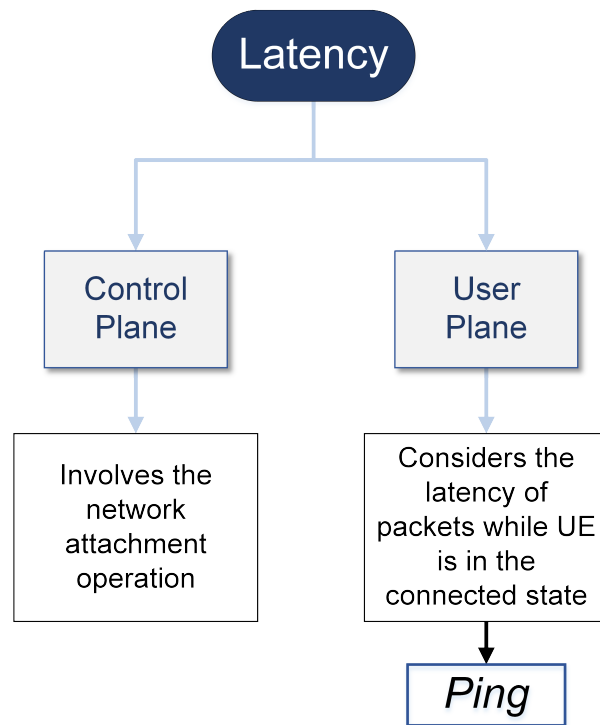 Latency
Control
Plane
User
Plane
Involves the
network
attachment
operation
Considers the
latency of
packets while UE
is in the
connected state
Ping